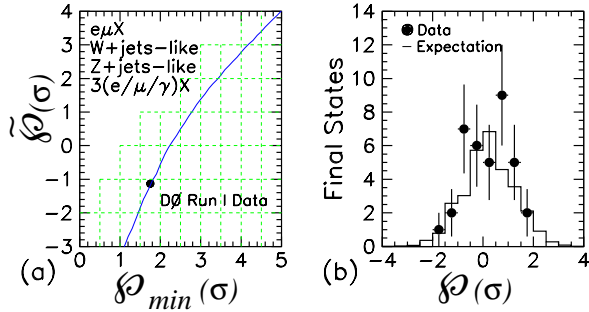 4
3
2
1
0
−1
−2
−3
℘̃(σ)
eμX
W+jets−like
Z+jets−like
3(e/μ/γ)X
DØ Run I Data
0 1 2 3 4 5
(a)
℘min (σ)
14
12
10
8
6
4
2
0
Final States
Data
Expectation
−4 −2 0 2 4
(b)
℘(σ)